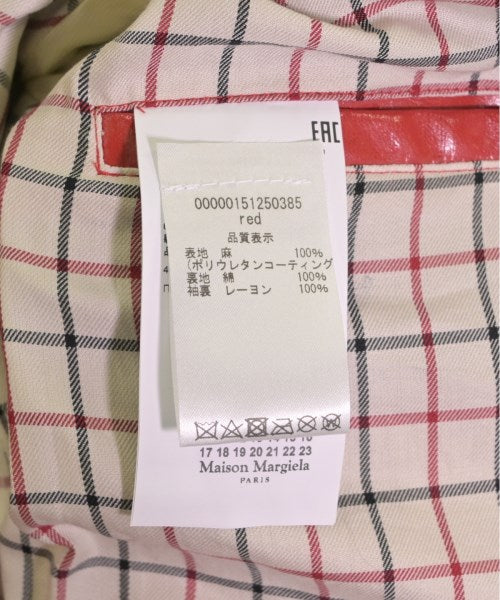 EAC
00000151250385
red
品質表示
表地 麻 100%
(ポリウレタンコーティング
裏地 綿 100%
袖裏 レーヨン 100%
17 18 19 20 21 22 23
Maison Margiela
PARIS